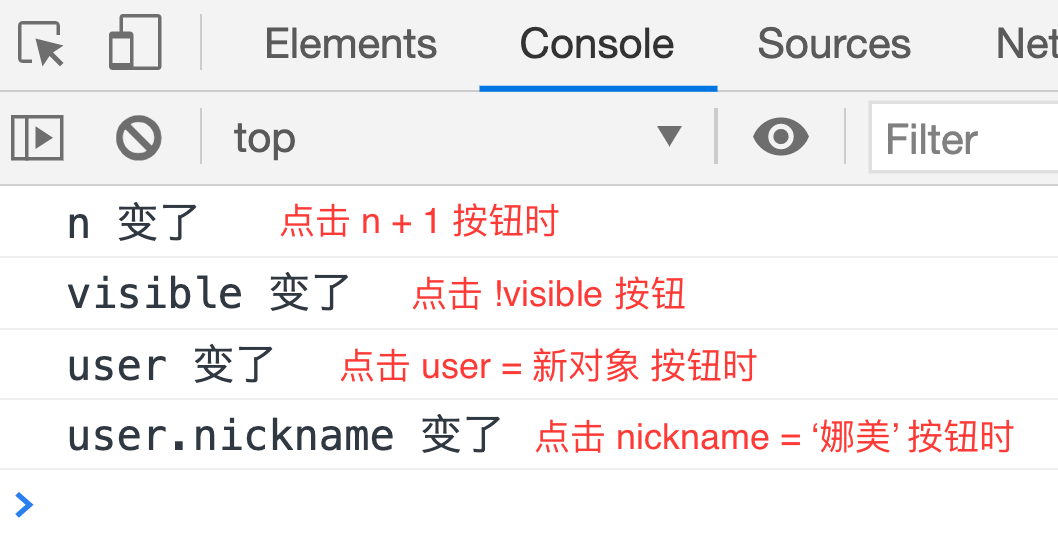 Elements Console Sources
top Filter
n 变了 点击 n + 1 按钮时
visible 变了 点击 !visible 按钮
user 变了 点击 user = 新对象 按钮时
user.nickname 变了 点击 nickname = ‘娜美’ 按钮时